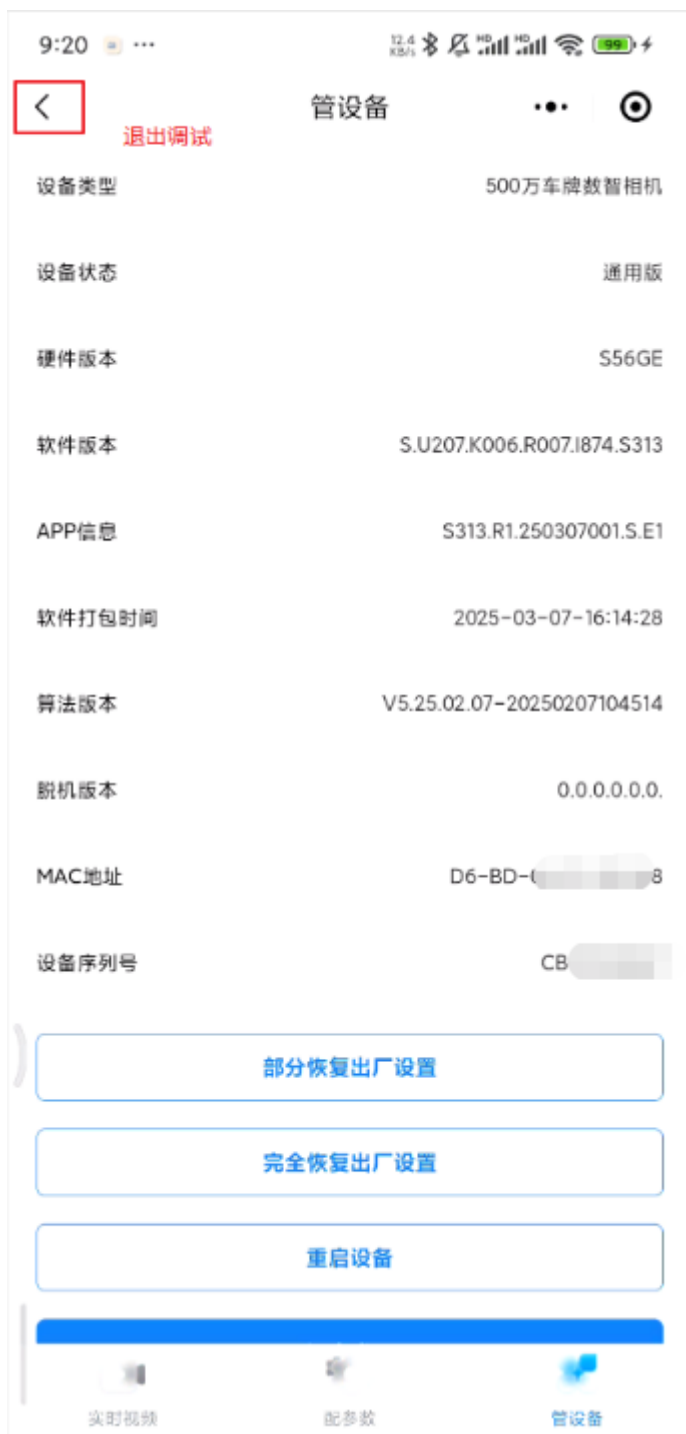 9:20
12.4
KB/s
HD
HD
99
管设备
退出调试
设备类型 500万车牌数智相机
设备状态 通用版
硬件版本 S56GE
软件版本 S.U207.K006.R007.I874.S313
APP信息 S313.R1.250307001.S.E1
软件打包时间 2025-03-07-16:14:28
算法版本 V5.25.02.07-20250207104514
脱机版本 0.0.0.0.0.0.
MAC地址 D6-BD- 8
设备序列号 CB
部分恢复出厂设置
完全恢复出厂设置
重启设备
实时视频 配参数 管设备